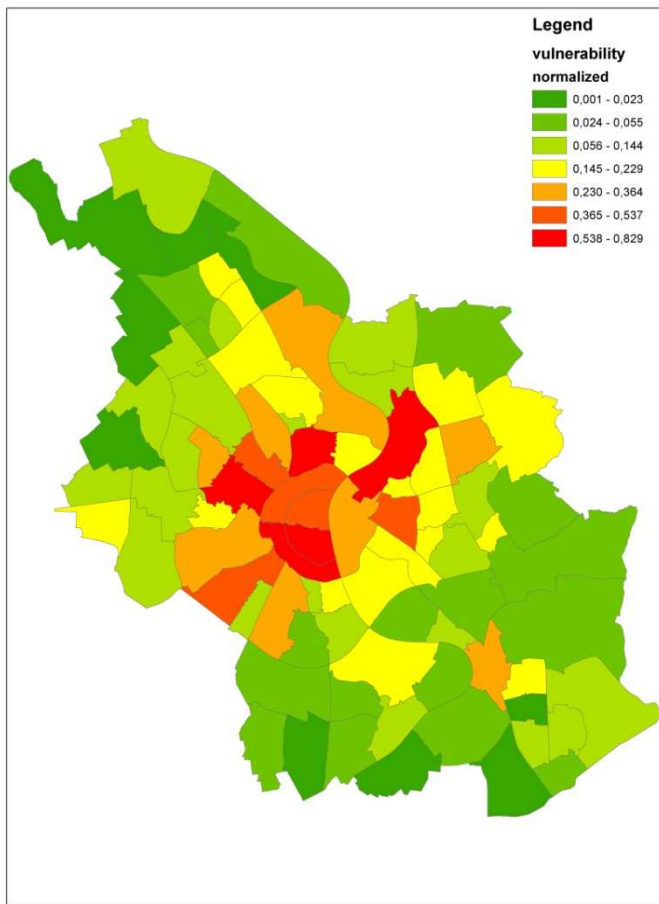 Legend
vulnerability
normalized
0,001 - 0,023
0,024 - 0,055
0,056 - 0,144
0,145 - 0,229
0,230 - 0,364
0,365 - 0,537
0,538 - 0,829